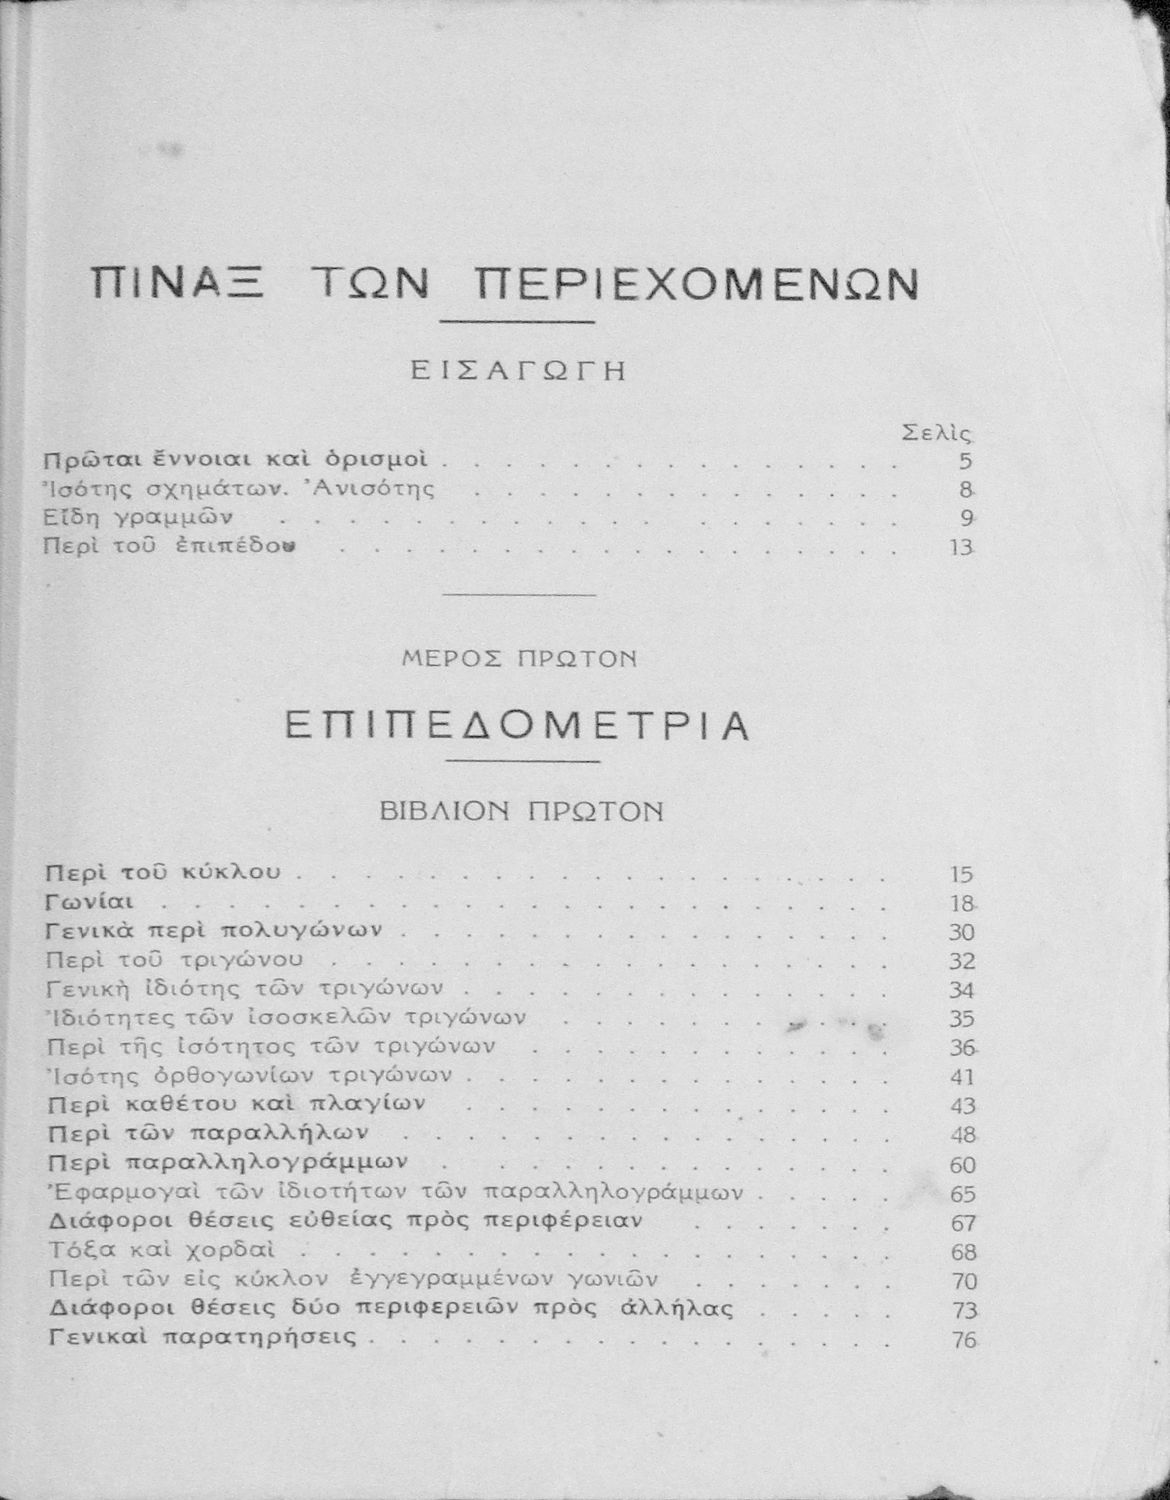 ΠΙΝΑΞ ΤΩΝ ΠΕΡΙΕΧΟΜΕΝΩΝ
ΕΙΣΑΓΩΓΗ
Σελὶς
Πρῶται ἔννοιαι καὶ ὁρισμοὶ . . . . . . . . . . . . . . 5
Ἰσότης σχημάτων. Ἀνισότης . . . . . . . . . . . . . . 8
Εἴδη γραμμῶν . . . . . . . . . . . . . . . . . . . 9
Περὶ τοῦ ἐπιπέδου . . . . . . . . . . . . . . . . . 13
ΜΕΡΟΣ ΠΡΩΤΟΝ
ΕΠΙΠΕΔΟΜΕΤΡΙΑ
ΒΙΒΛΙΟΝ ΠΡΩΤΟΝ
Περὶ τοῦ κύκλου . . . . . . . . . . . . . . . . . . 15
Γωνίαι . . . . . . . . . . . . . . . . . . . . . . 18
Γενικὰ περὶ πολυγώνων . . . . . . . . . . . . . . . 30
Περὶ τοῦ τριγώνου . . . . . . . . . . . . . . . . . 32
Γενικὴ ἰδιότης τῶν τριγώνων . . . . . . . . . . . . . 34
Ἰδιότητες τῶν ἰσοσκελῶν τριγώνων . . . . . . . . . . 35
Περὶ τῆς ἰσότητος τῶν τριγώνων . . . . . . . . . . . 36
Ἰσότης ὀρθογωνίων τριγώνων . . . . . . . . . . . . . 41
Περὶ καθέτου καὶ πλαγίων . . . . . . . . . . . . . 43
Περὶ τῶν παραλλήλων . . . . . . . . . . . . . . . 48
Περὶ παραλληλογράμμων . . . . . . . . . . . . . 60
Ἐφαρμογαὶ τῶν ἰδιοτήτων τῶν παραλληλογράμμων . . . . . 65
Διάφοροι θέσεις εὐθείας πρὸς περιφέρειαν . . . . . . . 67
Τόξα καὶ χορδαὶ . . . . . . . . . . . . . . . . . . 68
Περὶ τῶν εἰς κύκλον ἐγγεγραμμένων γωνιῶν . . . . . . . 70
Διάφοροι θέσεις δύο περιφερειῶν πρὸς ἀλλήλας . . . . . 73
Γενικαὶ παρατηρήσεις . . . . . . . . . . . . . . . . 76